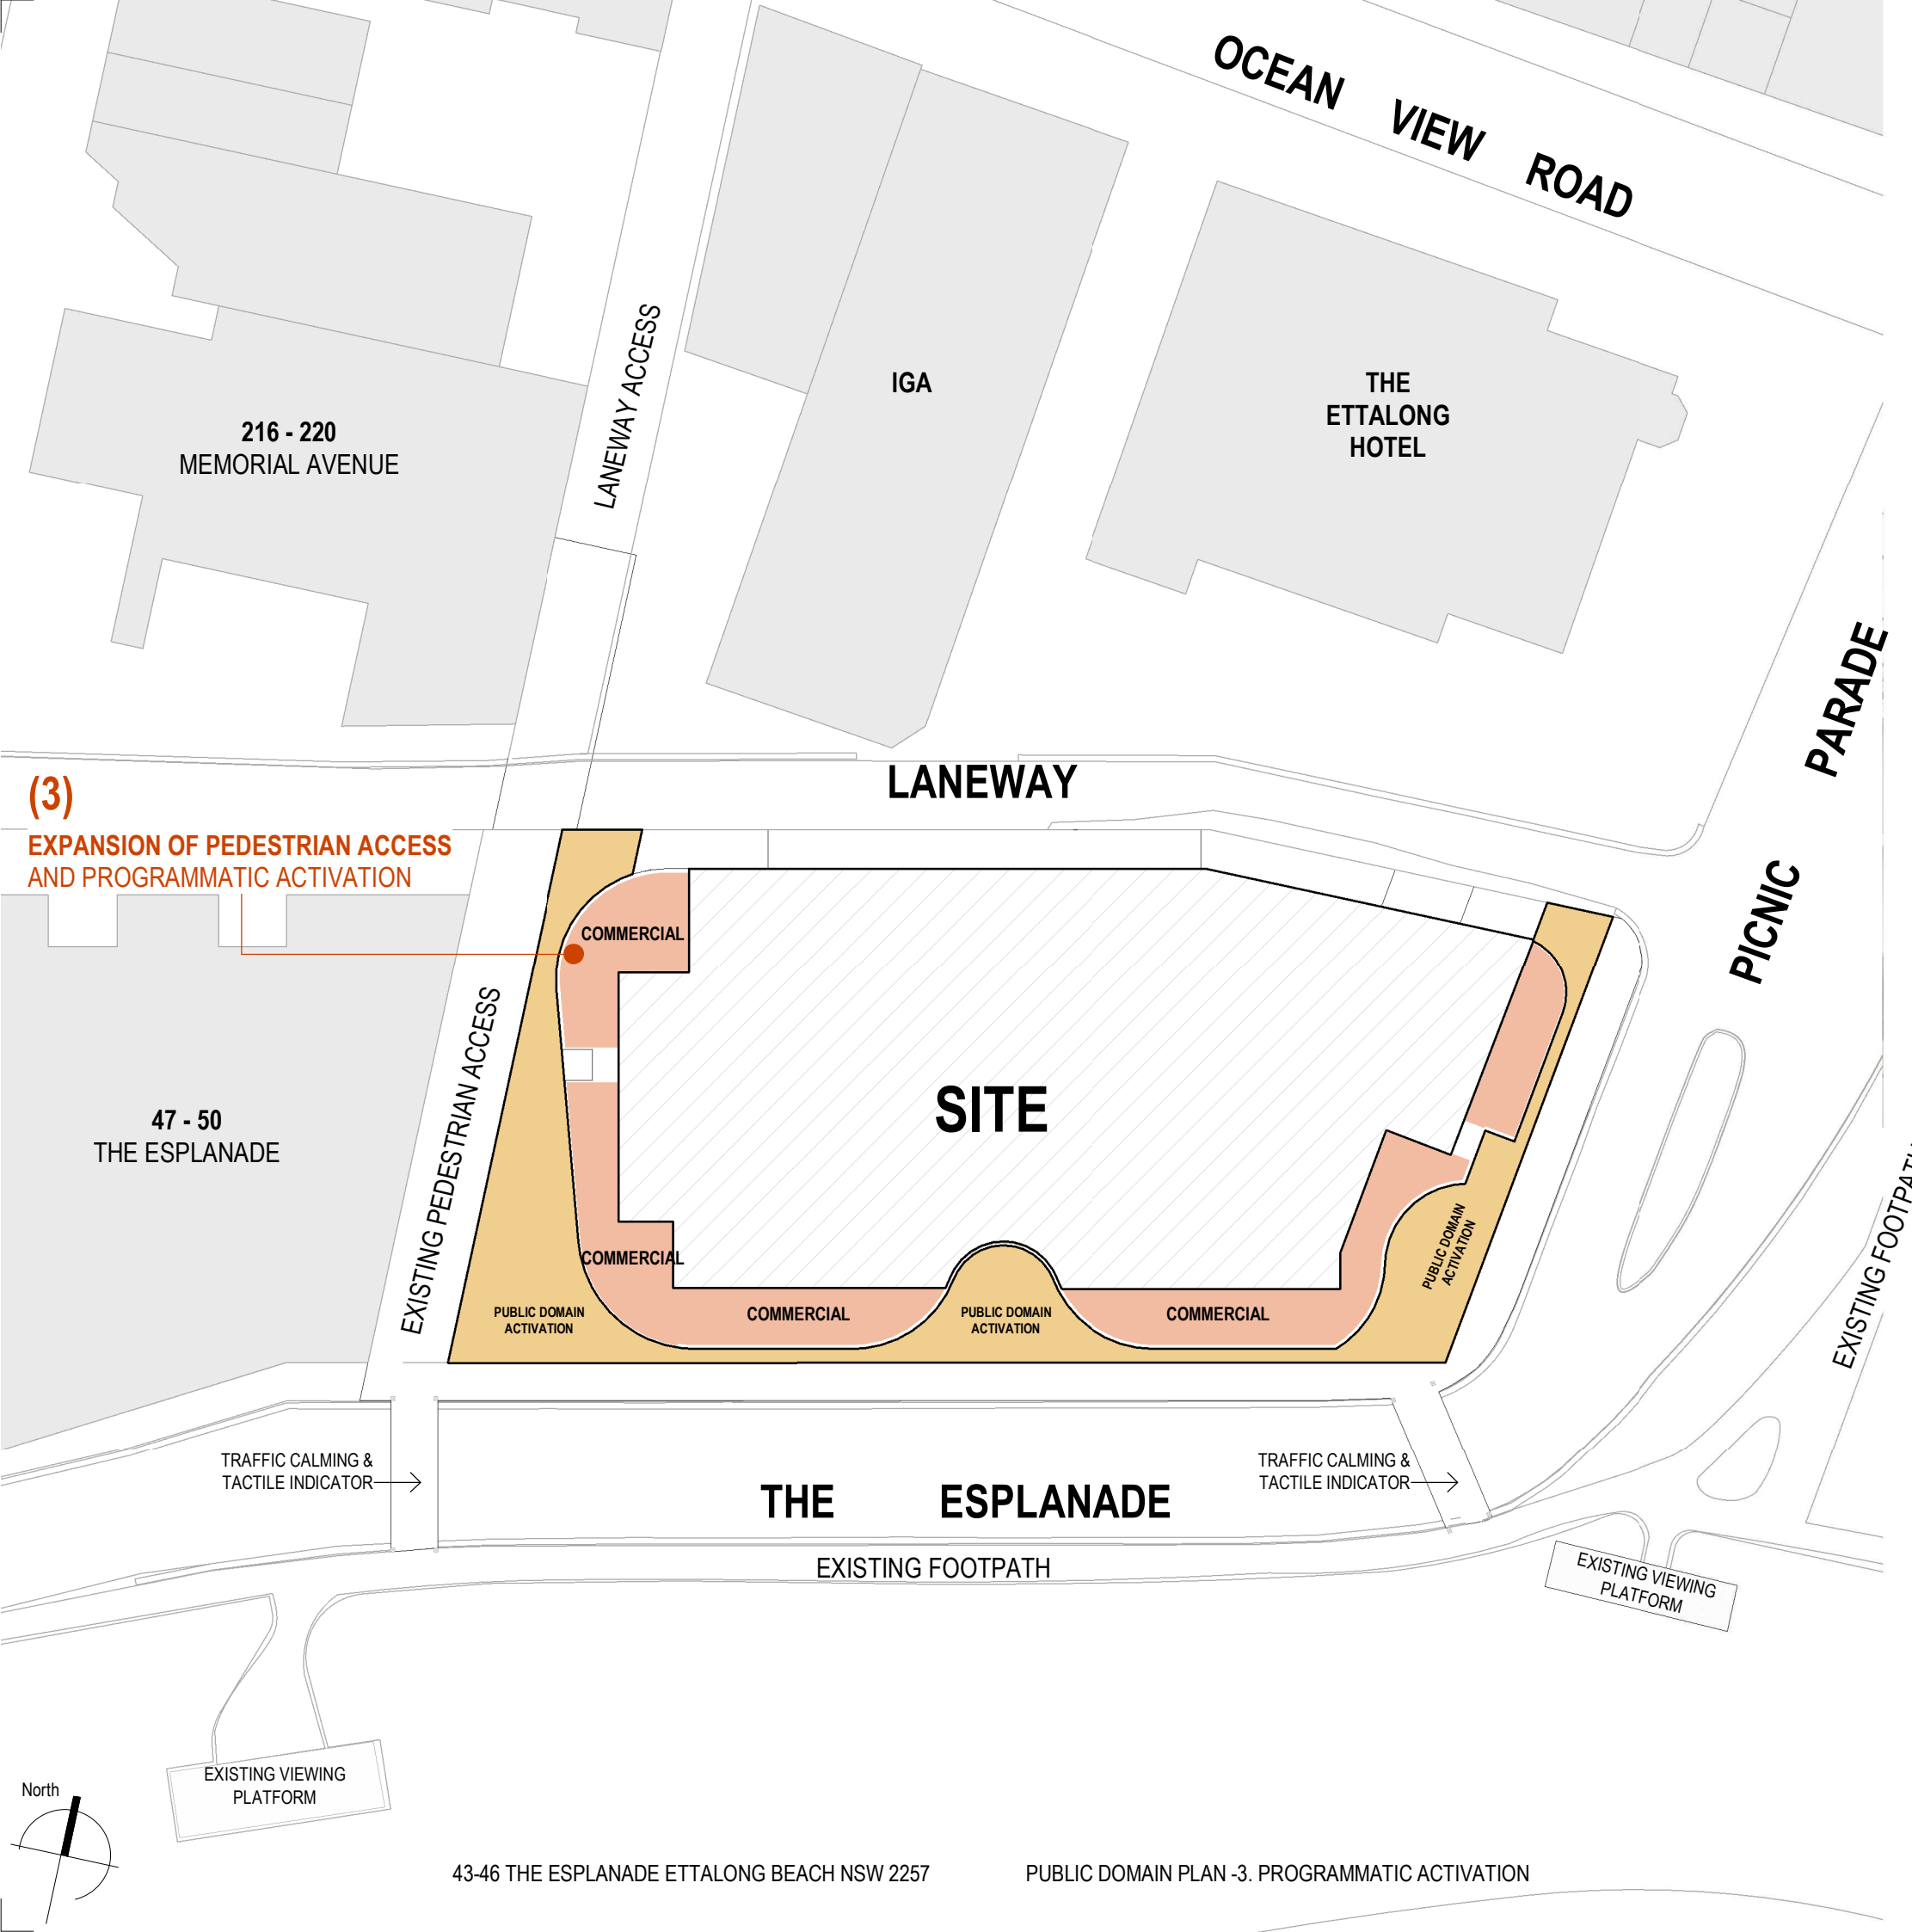 OCEAN VIEW ROAD
LANEWAY ACCESS
IGA
THE
ETTALONG
HOTEL
216 - 220
MEMORIAL AVENUE
PARADE
PICNIC
LANEWAY
(3)
EXPANSION OF PEDESTRIAN ACCESS
AND PROGRAMMATIC ACTIVATION
COMMERCIAL
EXISTING PEDESTRIAN ACCESS
SITE
47 - 50
THE ESPLANADE
COMMERCIAL
PUBLIC DOMAIN
ACTIVATION
COMMERCIAL
PUBLIC DOMAIN
ACTIVATION
COMMERCIAL
PUBLIC DOMAIN
ACTIVATION
EXISTING FOOTPATH
TRAFFIC CALMING &
TACTILE INDICATOR
THE ESPLANADE
TRAFFIC CALMING &
TACTILE INDICATOR
EXISTING FOOTPATH
EXISTING VIEWING
PLATFORM
EXISTING VIEWING
PLATFORM
North
43-46 THE ESPLANADE ETTALONG BEACH NSW 2257
PUBLIC DOMAIN PLAN -3. PROGRAMMATIC ACTIVATION